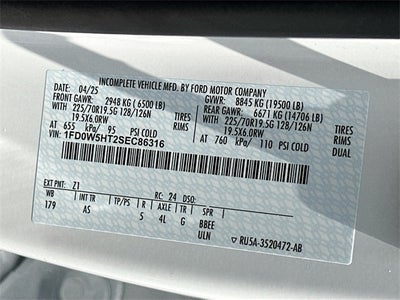 INCOMPLETE VEHICLE MFD. BY FORD MOTOR COMPANY
04/25 GVWR: 8845 KG (19500 LB)
FRONT GAWR: 2948 KG ( 6500 LB) REAR GAWR: 6671 KG (14706 LB)
WITH 225/70R19.5G 128/126N TIRES WITH 225/70R19.5G 128/126N TIRES
19.5X6.0RW RIMS 19.5X6.0RW RIMS
AT 655 kPa/ 95 PSI COLD AT 760 kPa/ 110 PSI COLD
VIN: 1FD0W5HT2SEC86316
EXT PNT: Z1 RC: 24 DSO:
WB INT TR TP/PS R AXLE TR SPR
179 AS 5 4L G BBEE
ULN RU5A-3520472-AB